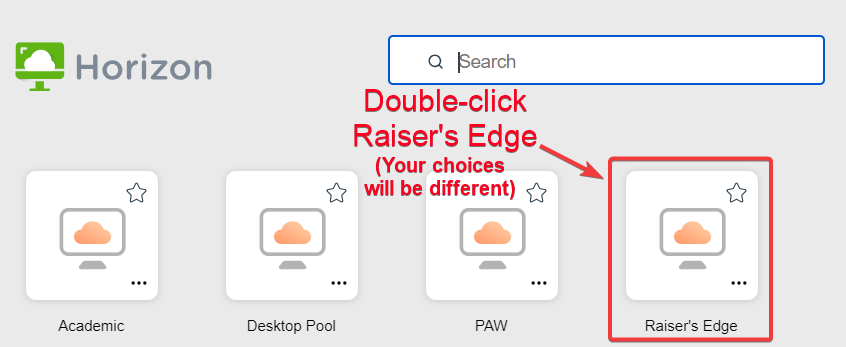 Horizon
Search
Double-click
Raiser's Edge
(Your choices
will be different)
Academic
Desktop Pool
PAW
Raiser's Edge